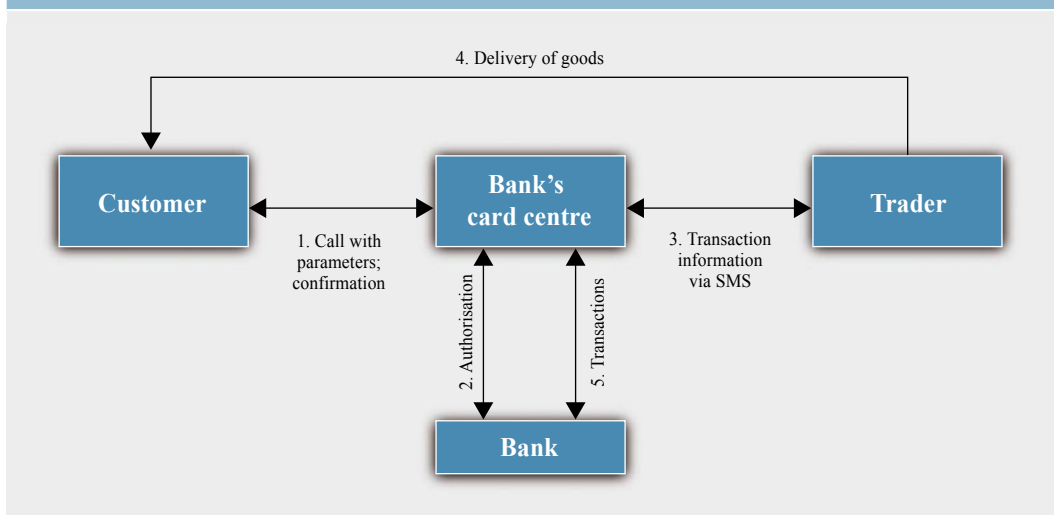 4. Delivery of goods
Customer
Bank’s
card centre
Trader
1. Call with
parameters;
confirmation
3. Transaction
information
via SMS
2. Authorisation
5. Transactions
Bank